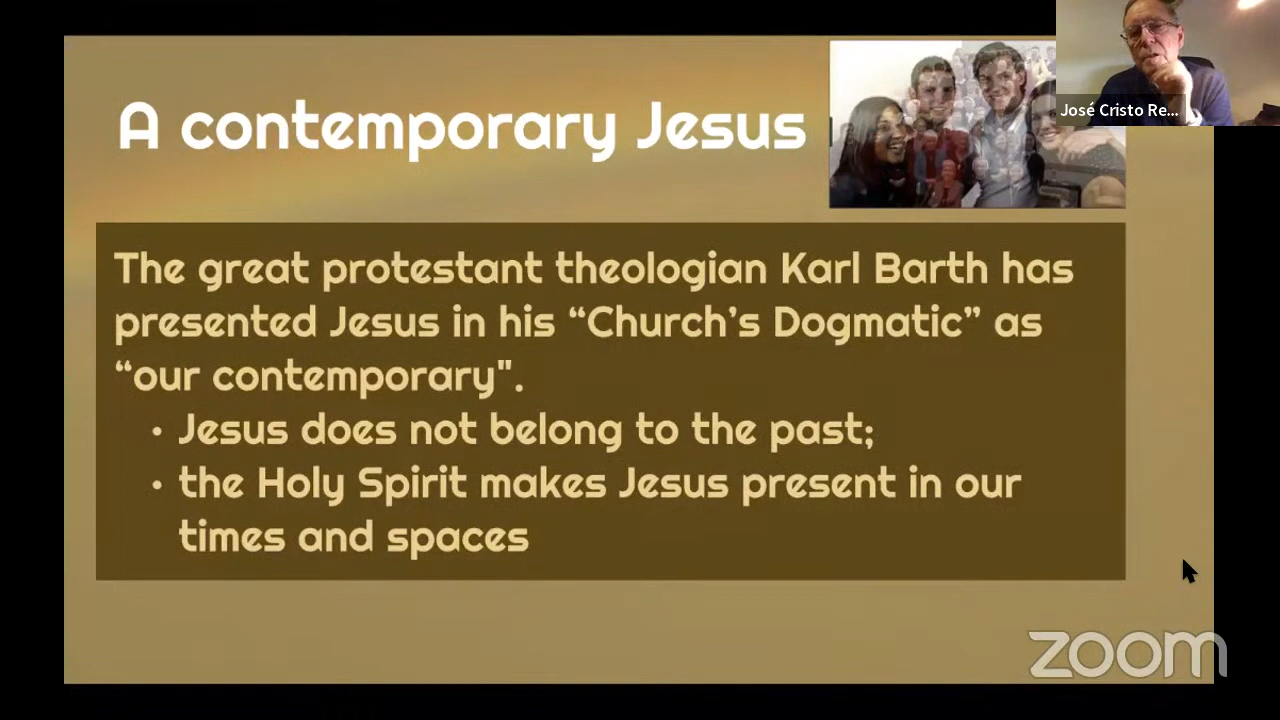 A contemporary Jesus
José Cristo Re...
The great protestant theologian Karl Barth has
presented Jesus in his “Church’s Dogmatic” as
“our contemporary".
• Jesus does not belong to the past;
• the Holy Spirit makes Jesus present in our
times and spaces
zoom